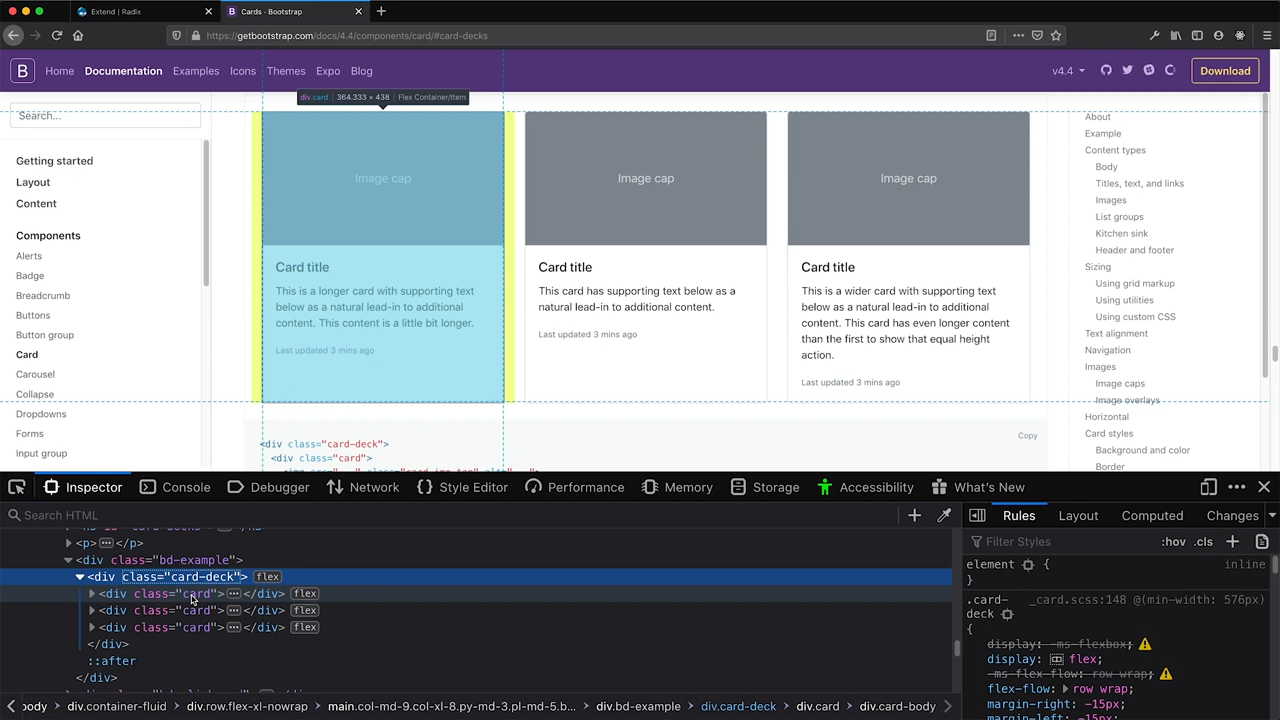 Extend | Radix
Cards · Bootstrap
https://getbootstrap.com/docs/4.4/components/card/#card-decks
B
Home
Documentation
Examples
Icons
Themes
Expo
Blog
v4.4
Download
div.card
364.333 × 438
Flex Container/Item
Search...
Getting started
Layout
Content
Components
Alerts
Badge
Breadcrumb
Buttons
Button group
Card
Carousel
Collapse
Dropdowns
Forms
Input group
Image cap
Card title
This is a longer card with supporting text
below as a natural lead-in to additional
content. This content is a little bit longer.
Last updated 3 mins ago
Image cap
Card title
This card has supporting text below as a
natural lead-in to additional content.
Last updated 3 mins ago
Image cap
Card title
This is a wider card with supporting text
below as a natural lead-in to additional
content. This card has even longer content
than the first to show that equal height
action.
Last updated 3 mins ago
Copy
<div class="card-deck">
<div class="card">
About
Example
Content types
Body
Titles, text, and links
Images
List groups
Kitchen sink
Header and footer
Sizing
Using grid markup
Using utilities
Using custom CSS
Text alignment
Navigation
Images
Image caps
Image overlays
Horizontal
Card styles
Background and color
Border
Inspector
Console
Debugger
Network
Style Editor
Performance
Memory
Storage
Accessibility
What's New
Search HTML
<p></p>
<div class="bd-example">
<div class="card-deck"> flex
<div class="card"></div> flex
<div class="card"></div> flex
<div class="card"></div> flex
</div>
::after
</div>
body
div.container-fluid
div.row.flex-xl-nowrap
main.col-md-9.col-xl-8.py-md-3.pl-md-5.b...
div.bd-example
div.card-deck
div.card
div.card-body
Rules
Layout
Computed
Changes
Filter Styles
:hov .cls
element {
inline
}
.card-
_card.scss:148 @(min-width: 576px)
deck
{
display: -ms-flexbox;
display: flex;
-ms-flex-flow: row wrap;
flex-flow: row wrap;
margin-right: -15px;
margin-left: -15px;